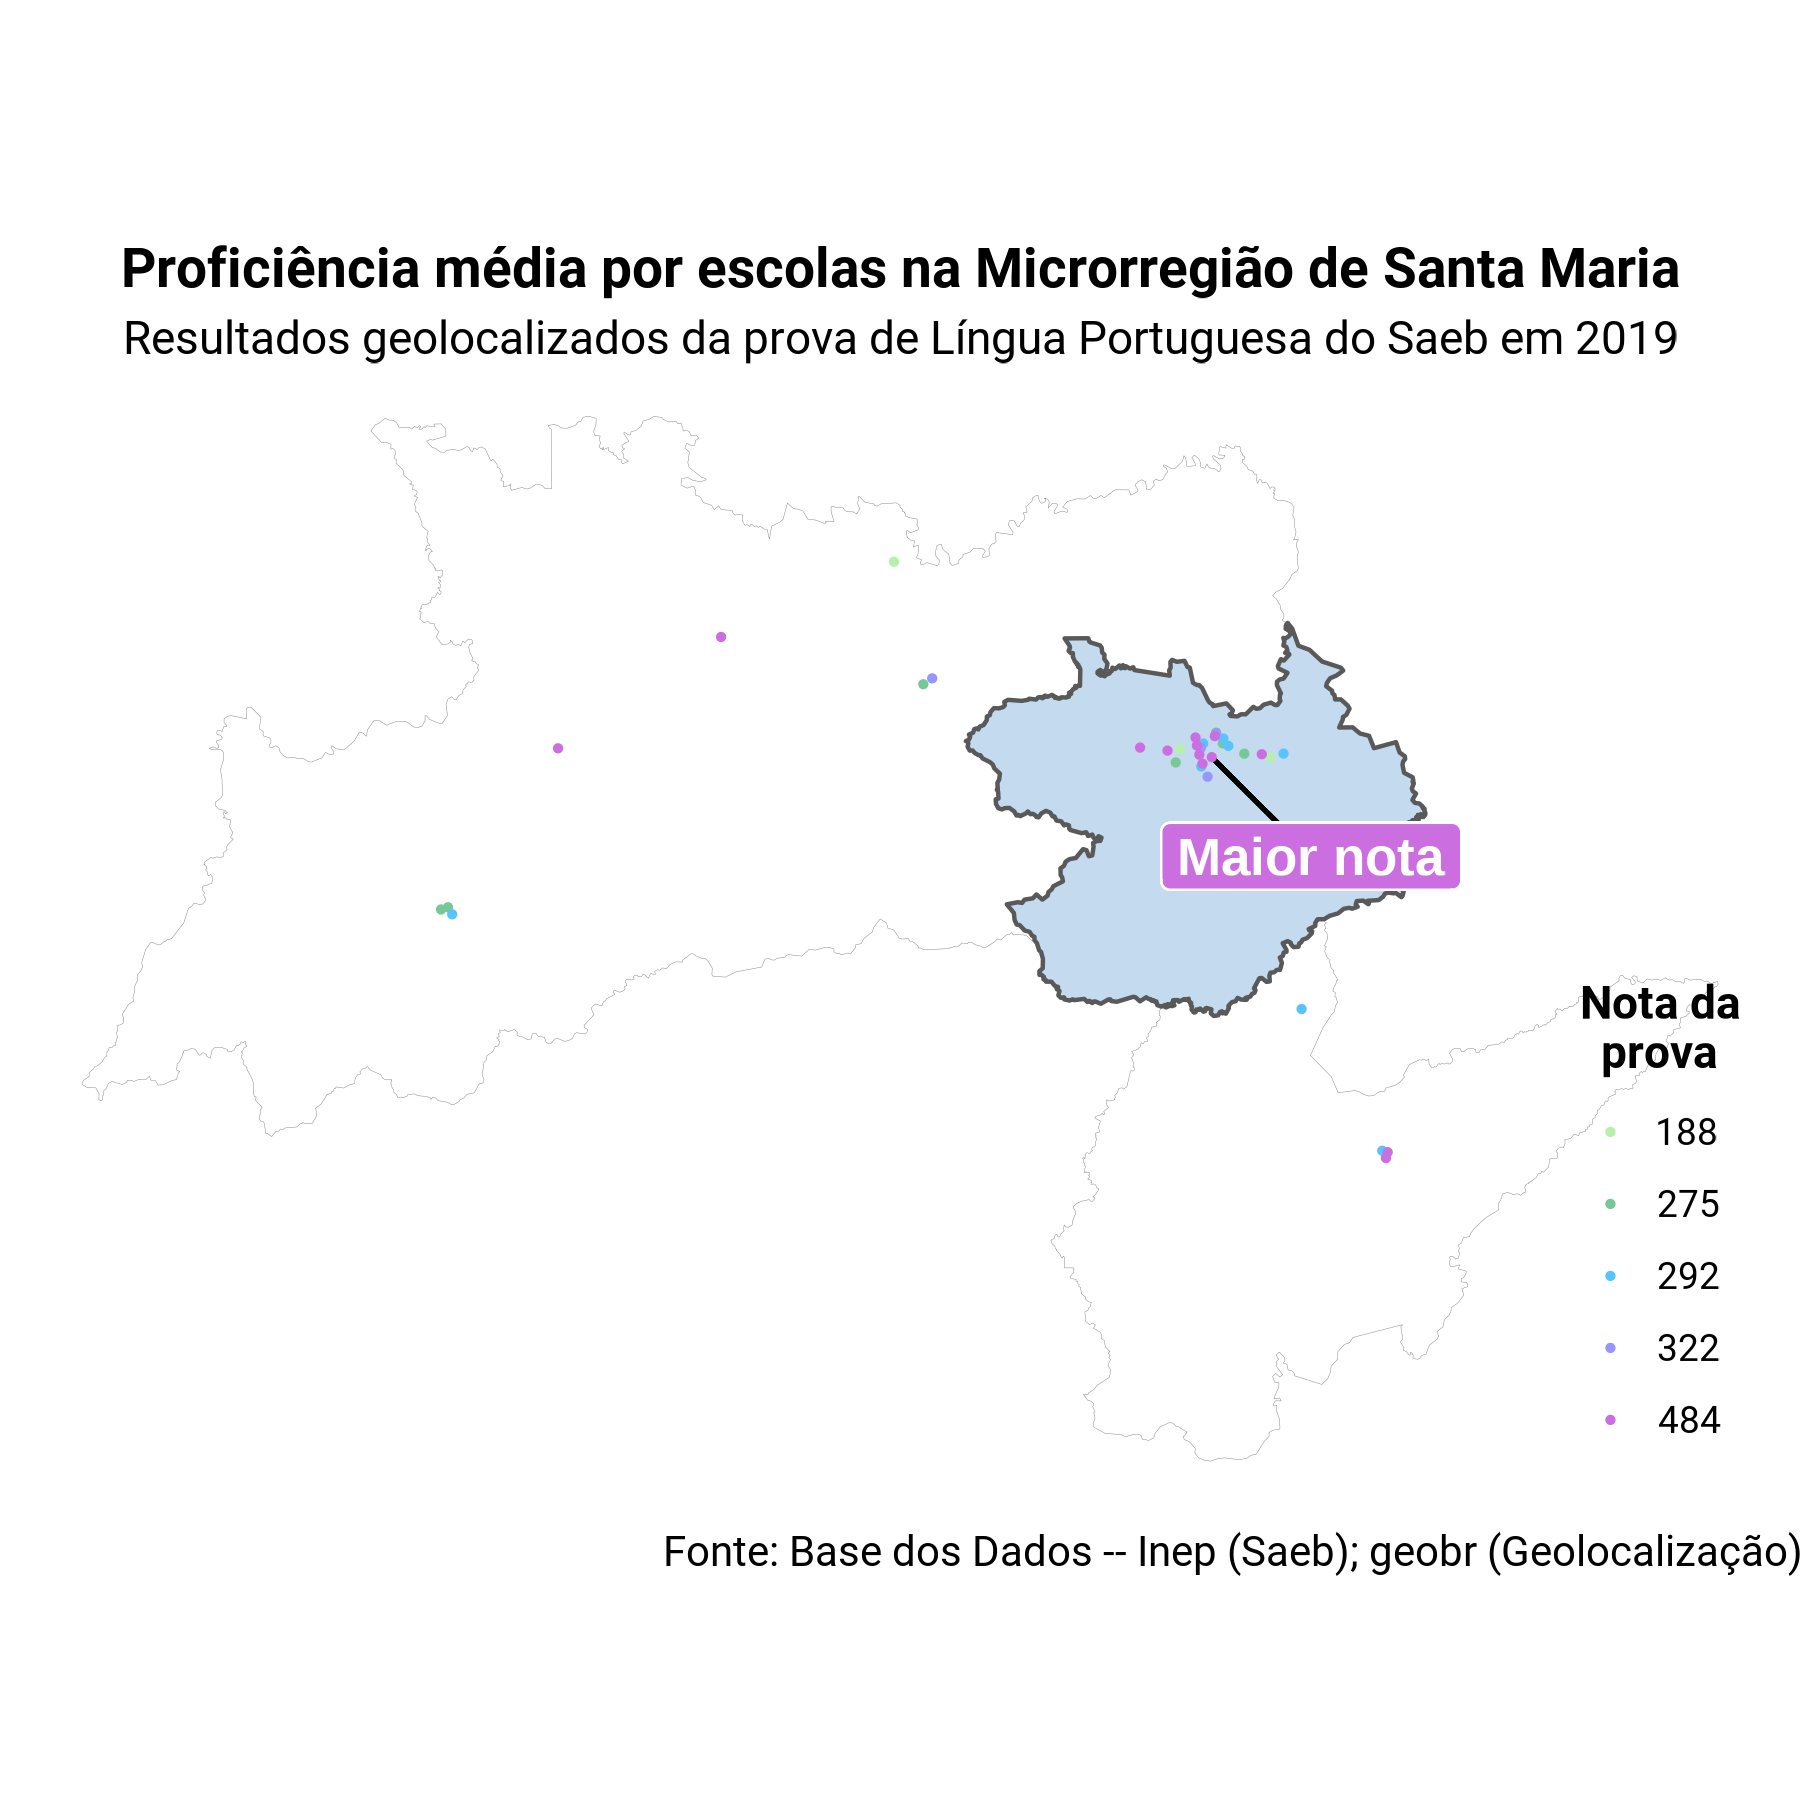 Proficiência média por escolas na Microrregião de Santa Maria
Resultados geolocalizados da prova de Língua Portuguesa do Saeb em 2019
Maior nota
Nota da
prova
188
275
292
322
484
Fonte: Base dos Dados -- Inep (Saeb); geobr (Geolocalização)